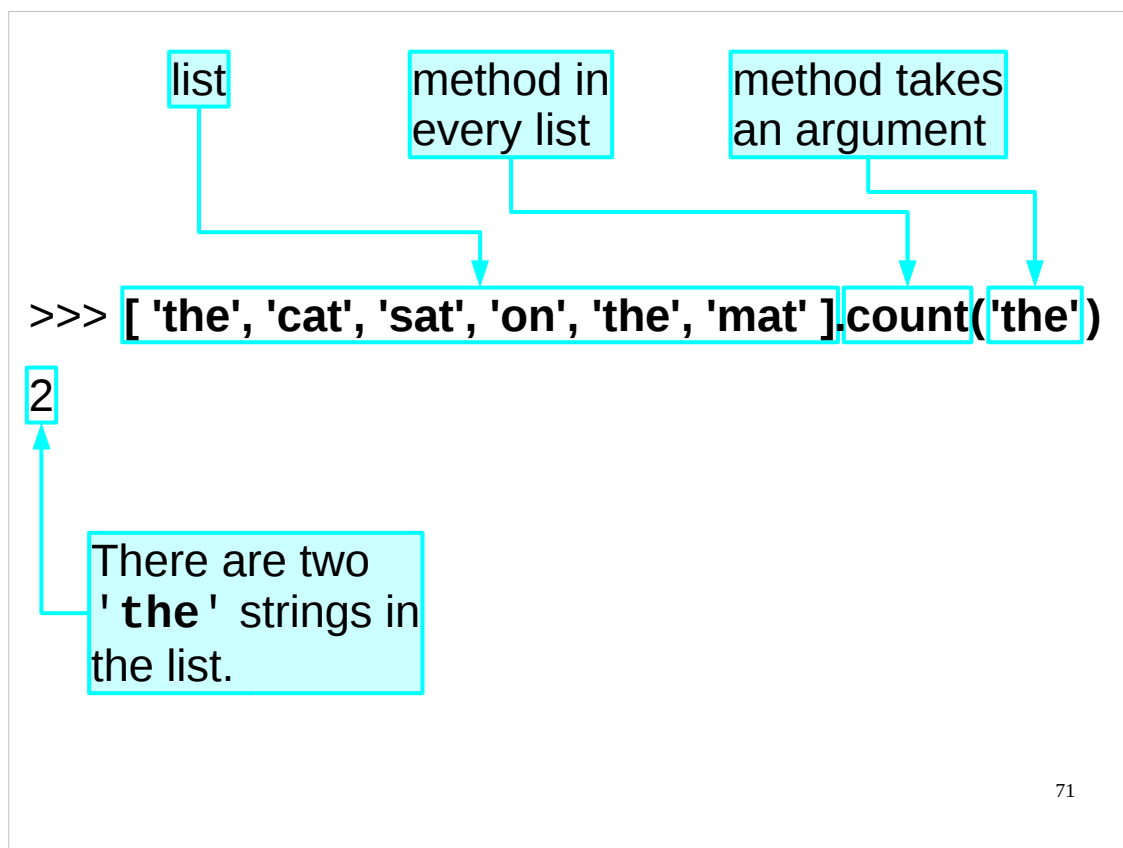 list
method in
every list
method takes
an argument
>>> [ 'the', 'cat', 'sat', 'on', 'the', 'mat' ].count('the')
2
There are two
'the' strings in
the list.
71